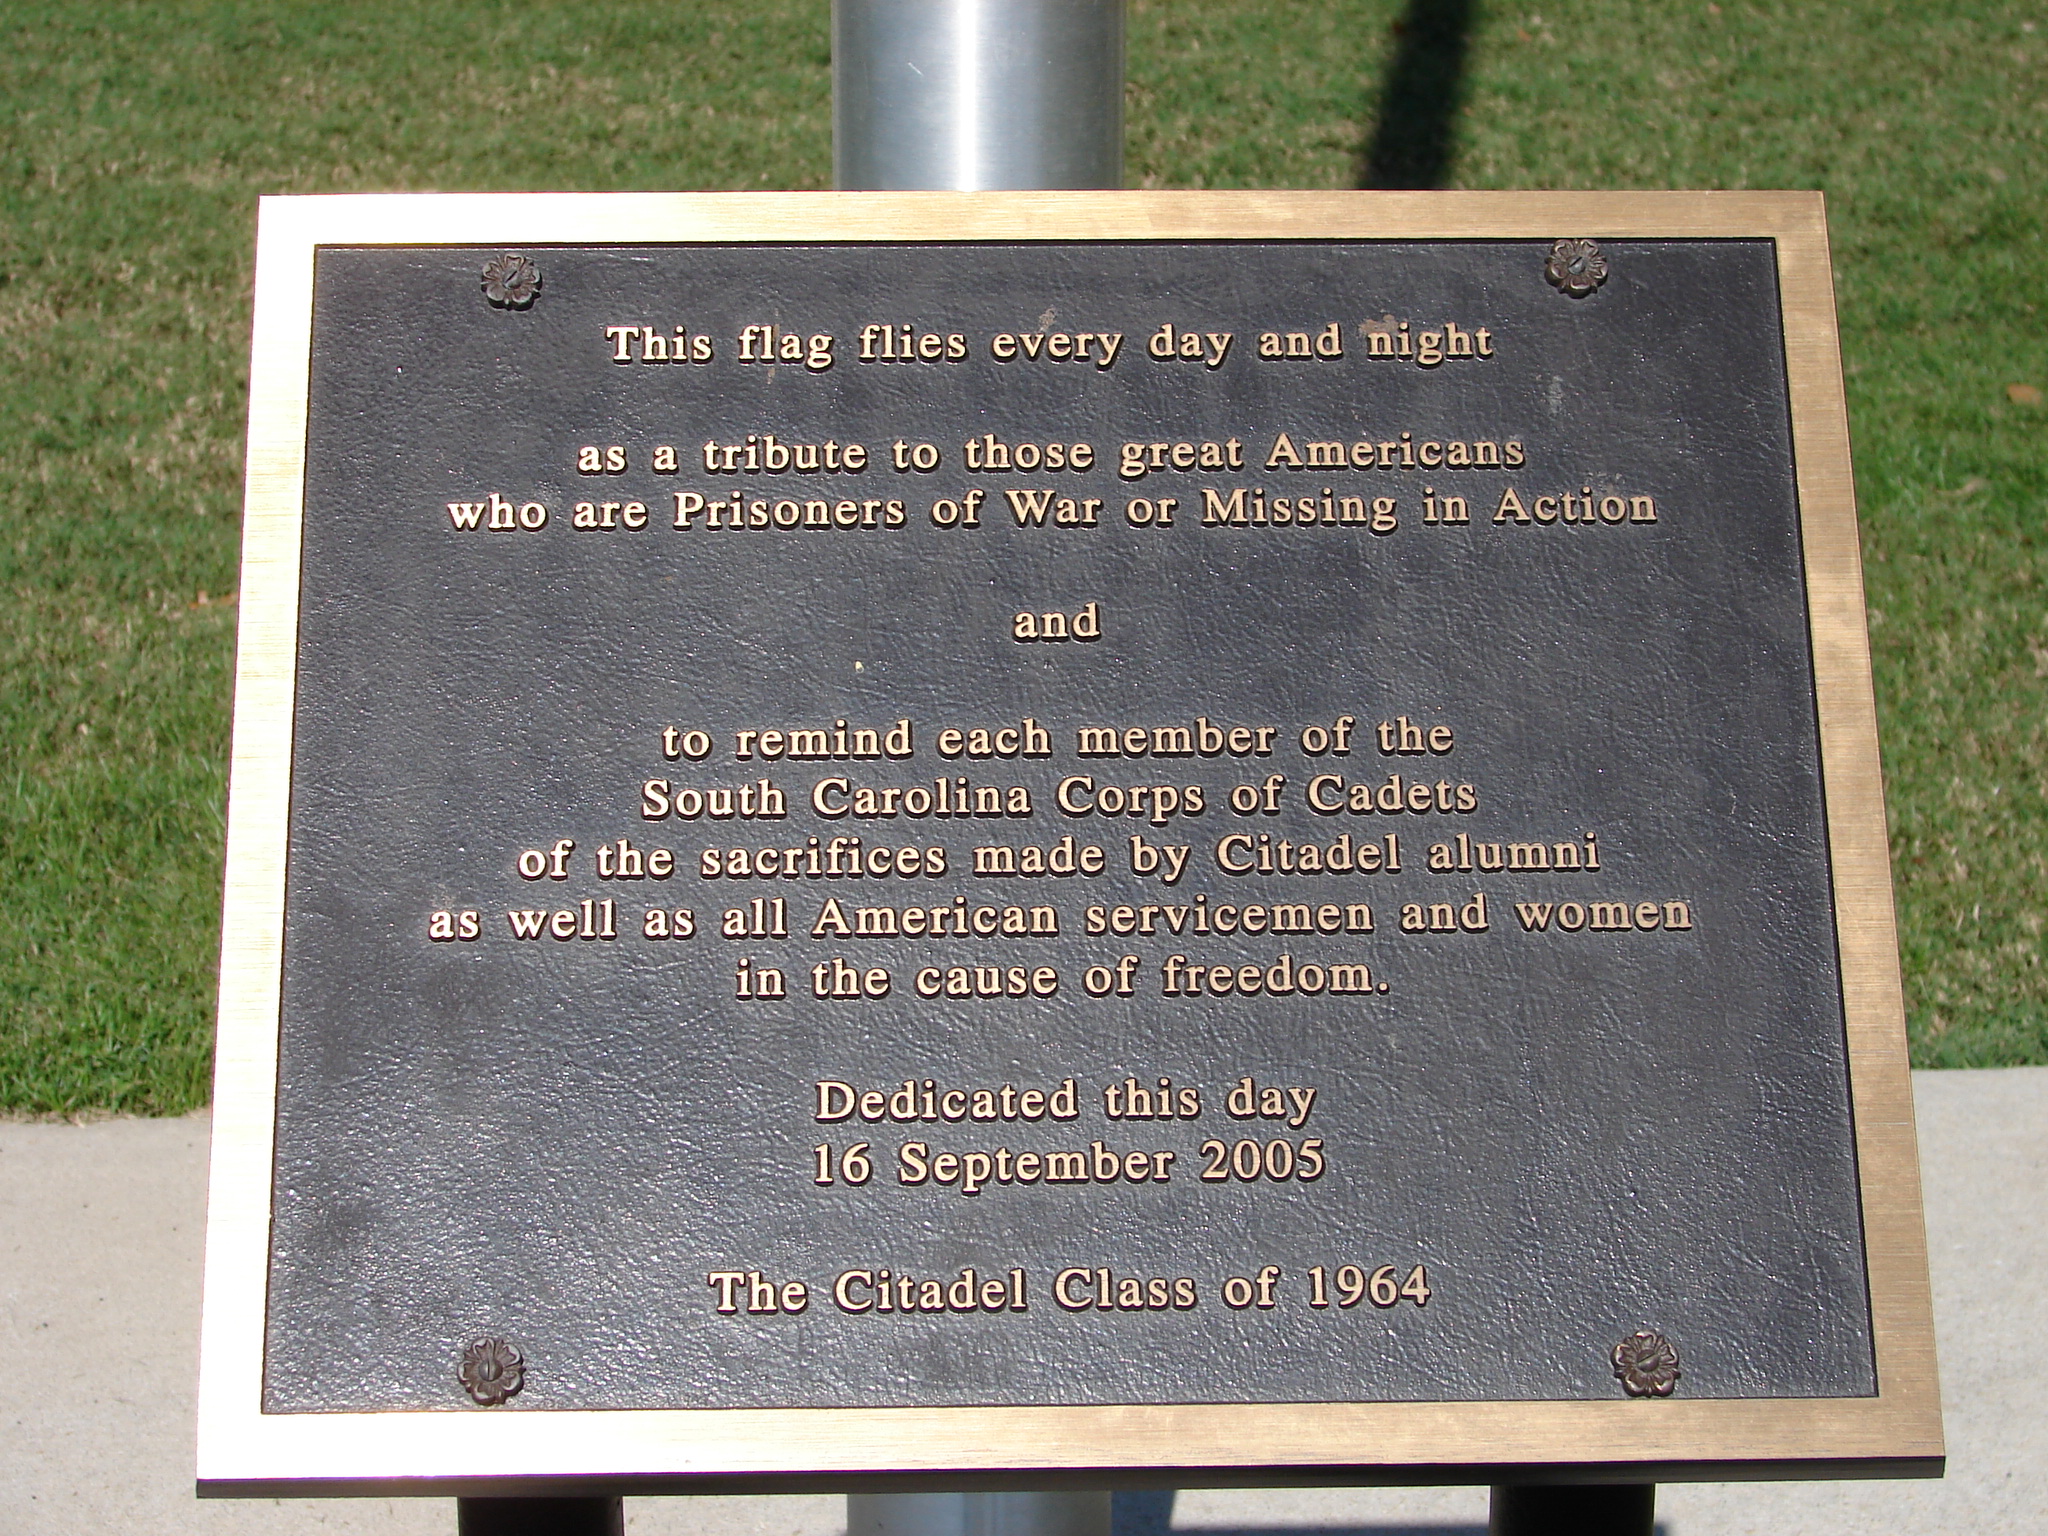 This flag flies every day and night
as a tribute to those great Americans
who are Prisoners of War or Missing in Action
and
to remind each member of the
South Carolina Corps of Cadets
of the sacrifices made by Citadel alumni
as well as all American servicemen and women
in the cause of freedom.
Dedicated this day
16 September 2005
The Citadel Class of 1964